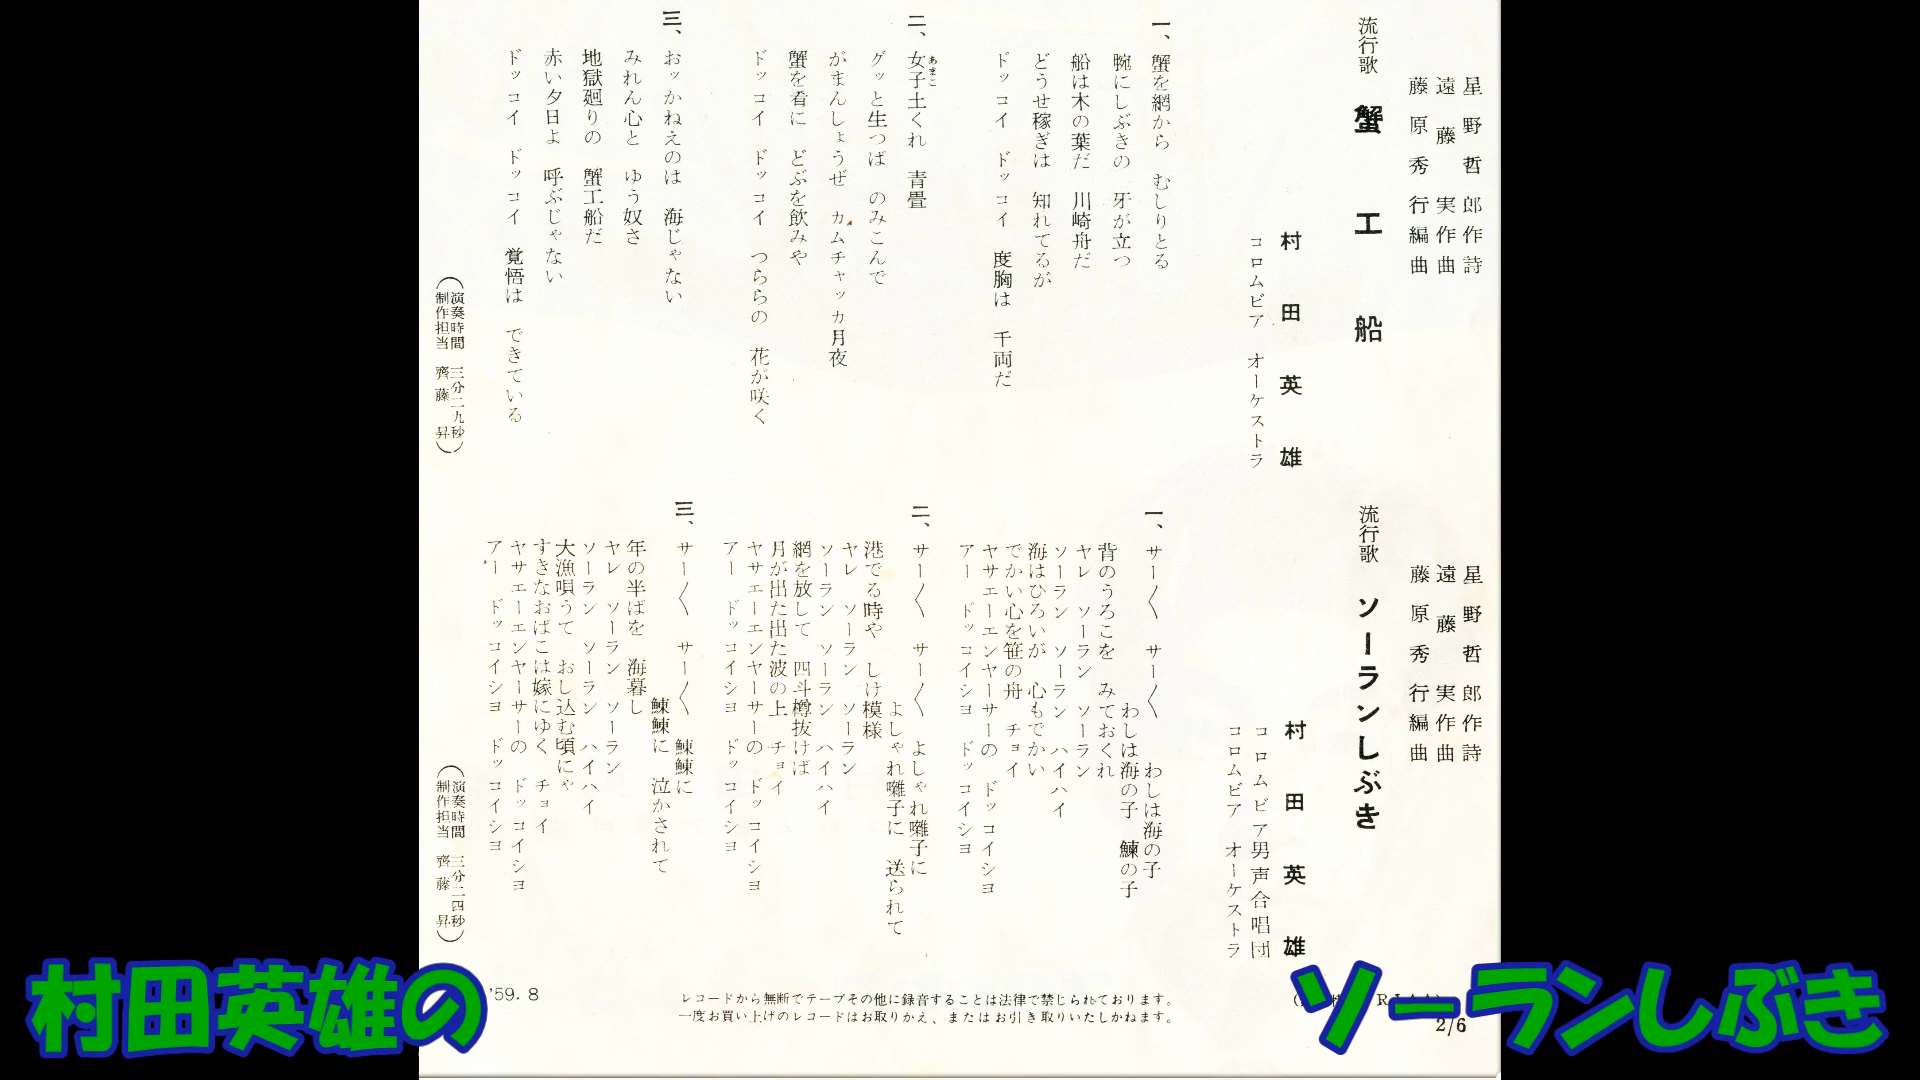 星野哲郎作詩
遠藤実作曲
藤原秀行編曲
流行歌 蟹工船
村田英雄
コロムビア オーケストラ
一、蟹を網から むしりとる
腕にしぶきの 牙が立つ
船は木の葉だ 川崎舟だ
どうせ稼ぎは 知れてるが
ドッコイ ドッコイ 度胸は 千両だ
二、女子土くれ 青畳
あまこ
グッと生つば のみこんで
がまんしょうぜ カムチャッカ月夜
蟹を肴に どぶを飲みや
ドッコイ ドッコイ つららの 花が咲く
三、おッかねえのは 海じゃない
みれん心と ゆう奴さ
地獄廻りの 蟹工船だ
赤い夕日よ 呼ぶじゃない
ドッコイ ドッコイ 覚悟は できている
(演奏時間 三分二九秒
制作担当 齊藤 昇)
星野哲郎作詩
遠藤実作曲
藤原秀行編曲
流行歌 ソーランしぶき
村田英雄
コロムビア男声合唱団
コロムビア オーケストラ
一、サー〱 サー〱 わしは海の子
わしは海の子 鰊の子
背のうろこを みておくれ
ヤレ ソーラン ソーラン
ソーラン ソーラン ハイハイ
海はひろいが 心もでかい
でかい心を笹の舟 チョイ
ヤサエーエンヤーサーの ドッコイショ
アー ドッコイショ ドッコイショ
二、サー〱 サー〱 よしゃれ囃子に
よしゃれ囃子に 送られて
港でる時や しけ模様
ヤレ ソーラン ソーラン
ソーラン ソーラン ハイハイ
網を放して 四斗樽抜けば
月が出た出た波の上 チョイ
ヤサエーエンヤーサーの ドッコイショ
アー ドッコイショ ドッコイショ
三、サー〱 サー〱 鰊鰊に
鰊鰊に 泣かされて
年の半ばを 海暮し
ヤレ ソーラン ソーラン
ソーラン ソーラン ハイハイ
大漁唄うて おし込む頃にゃ
すきなおばこは嫁にゆく チョイ
ヤサエーエンヤーサーの ドッコイショ
アー ドッコイショ ドッコイショ
(演奏時間 三分二四秒
制作担当 齊藤 昇)
'59. 8
レコードから無断でテープその他に録音することは法律で禁じられております。
一度お買い上げのレコードはお取りかえ、またはお引き取りいたしかねます。
2/6
村田英雄の
ソーランしぶき